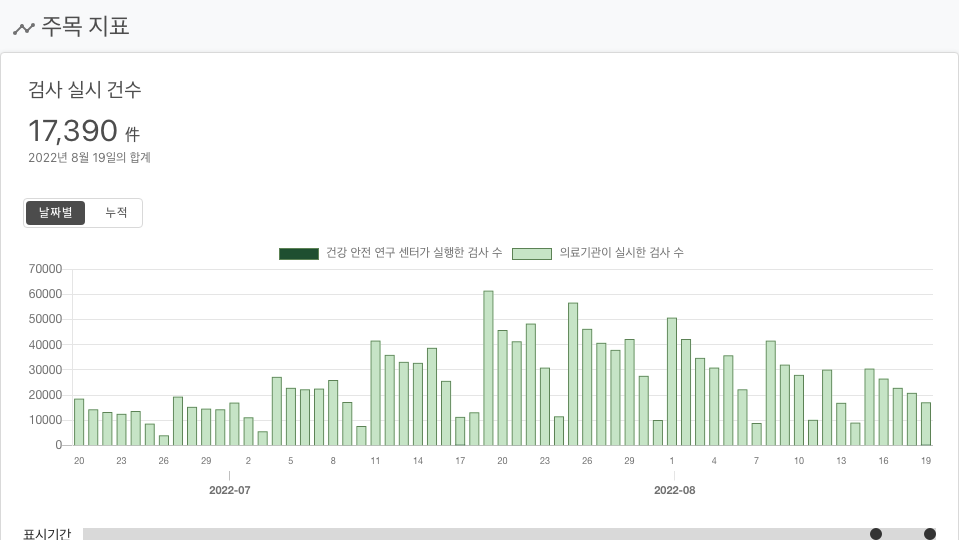 주목 지표
검사 실시 건수
17,390 件
2022년 8월 19일의 합계
날짜별 누적
건강 안전 연구 센터가 실행한 검사 수 의료기관이 실시한 검사 수
70000
60000
50000
40000
30000
20000
10000
0
20 23 26 29 2 5 8 11 14 17 20 23 26 29 1 4 7 10 13 16 19
2022-07 2022-08
표시기간